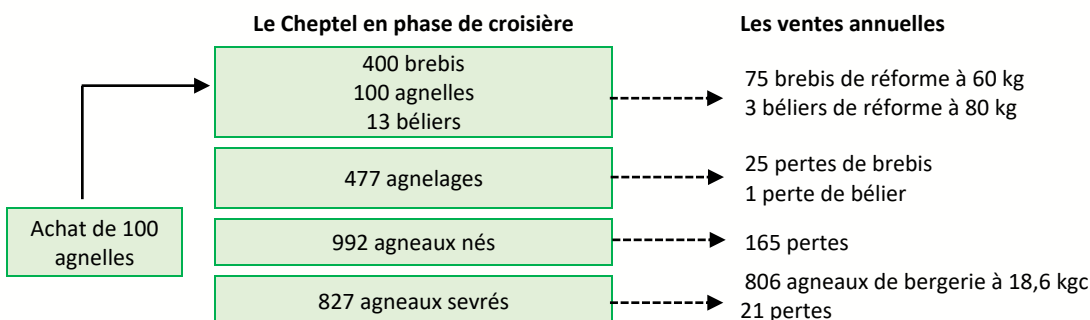 Le Cheptel en phase de croisière
Les ventes annuelles
400 brebis
100 agnelles
13 béliers
75 brebis de réforme à 60 kg
3 béliers de réforme à 80 kg
477 agnelages
25 pertes de brebis
1 perte de bélier
Achat de 100
agnelles
992 agneaux nés
165 pertes
827 agneaux sevrés
806 agneaux de bergerie à 18,6 kgc
21 pertes